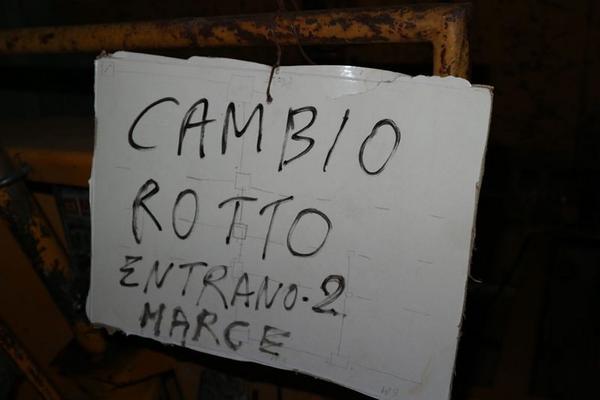 CAMBIO
ROTTO
ENTRANO·2
MARCE